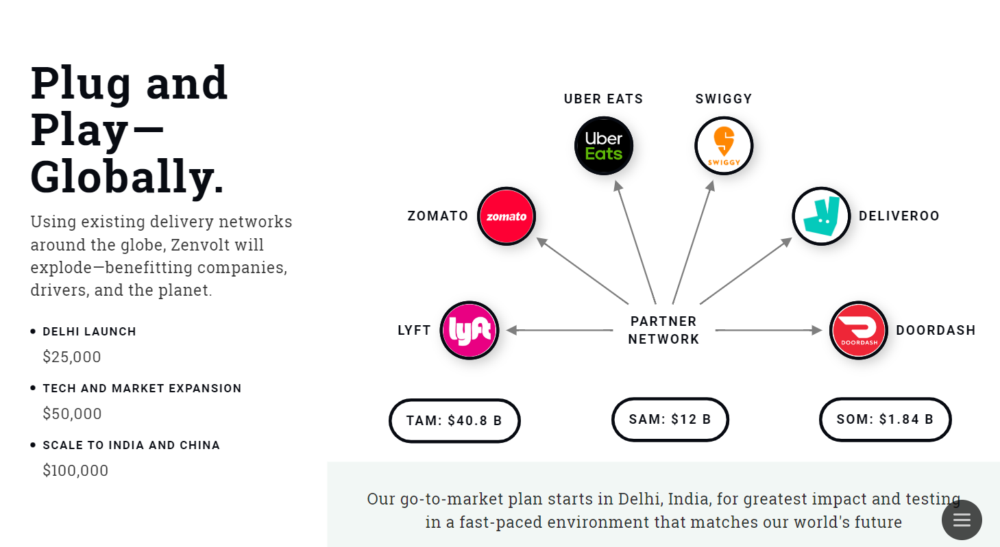 Plug and
Play—
Globally.
Using existing delivery networks
around the globe, Zenvolt will
explode—benefitting companies,
drivers, and the planet.
• DELHI LAUNCH
$25,000
• TECH AND MARKET EXPANSION
$50,000
• SCALE TO INDIA AND CHINA
$100,000
UBER EATS
SWIGGY
Uber
Eats
SWIGGY
ZOMATO
zomato
DELIVEROO
LYFT
lyft
PARTNER
NETWORK
DOORDASH
DOORDASH
TAM: $40.8 B
SAM: $12 B
SOM: $1.84 B
Our go-to-market plan starts in Delhi, India, for greatest impact and testing
in a fast-paced environment that matches our world's future